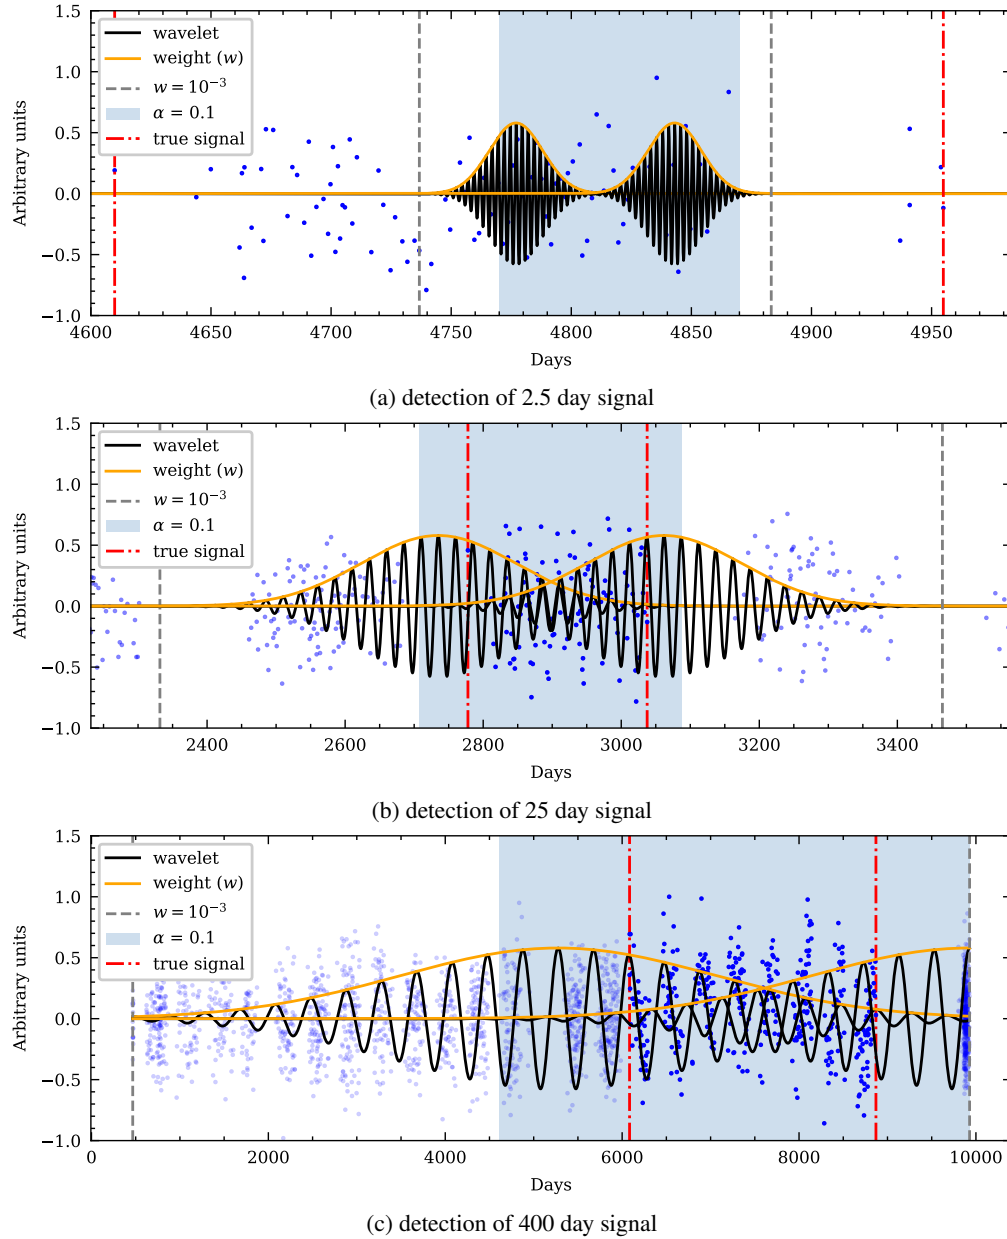 1.5
1.0
0.5
0.0
−0.5
−1.0
Arbitrary units
wavelet
weight (w)
w = 10⁻³
α = 0.1
true signal
4600 4650 4700 4750 4800 4850 4900 4950
Days
(a) detection of 2.5 day signal
1.5
1.0
0.5
0.0
−0.5
−1.0
Arbitrary units
wavelet
weight (w)
w = 10⁻³
α = 0.1
true signal
2400 2600 2800 3000 3200 3400
Days
(b) detection of 25 day signal
1.5
1.0
0.5
0.0
−0.5
−1.0
Arbitrary units
wavelet
weight (w)
w = 10⁻³
α = 0.1
true signal
0 2000 4000 6000 8000 10000
Days
(c) detection of 400 day signal